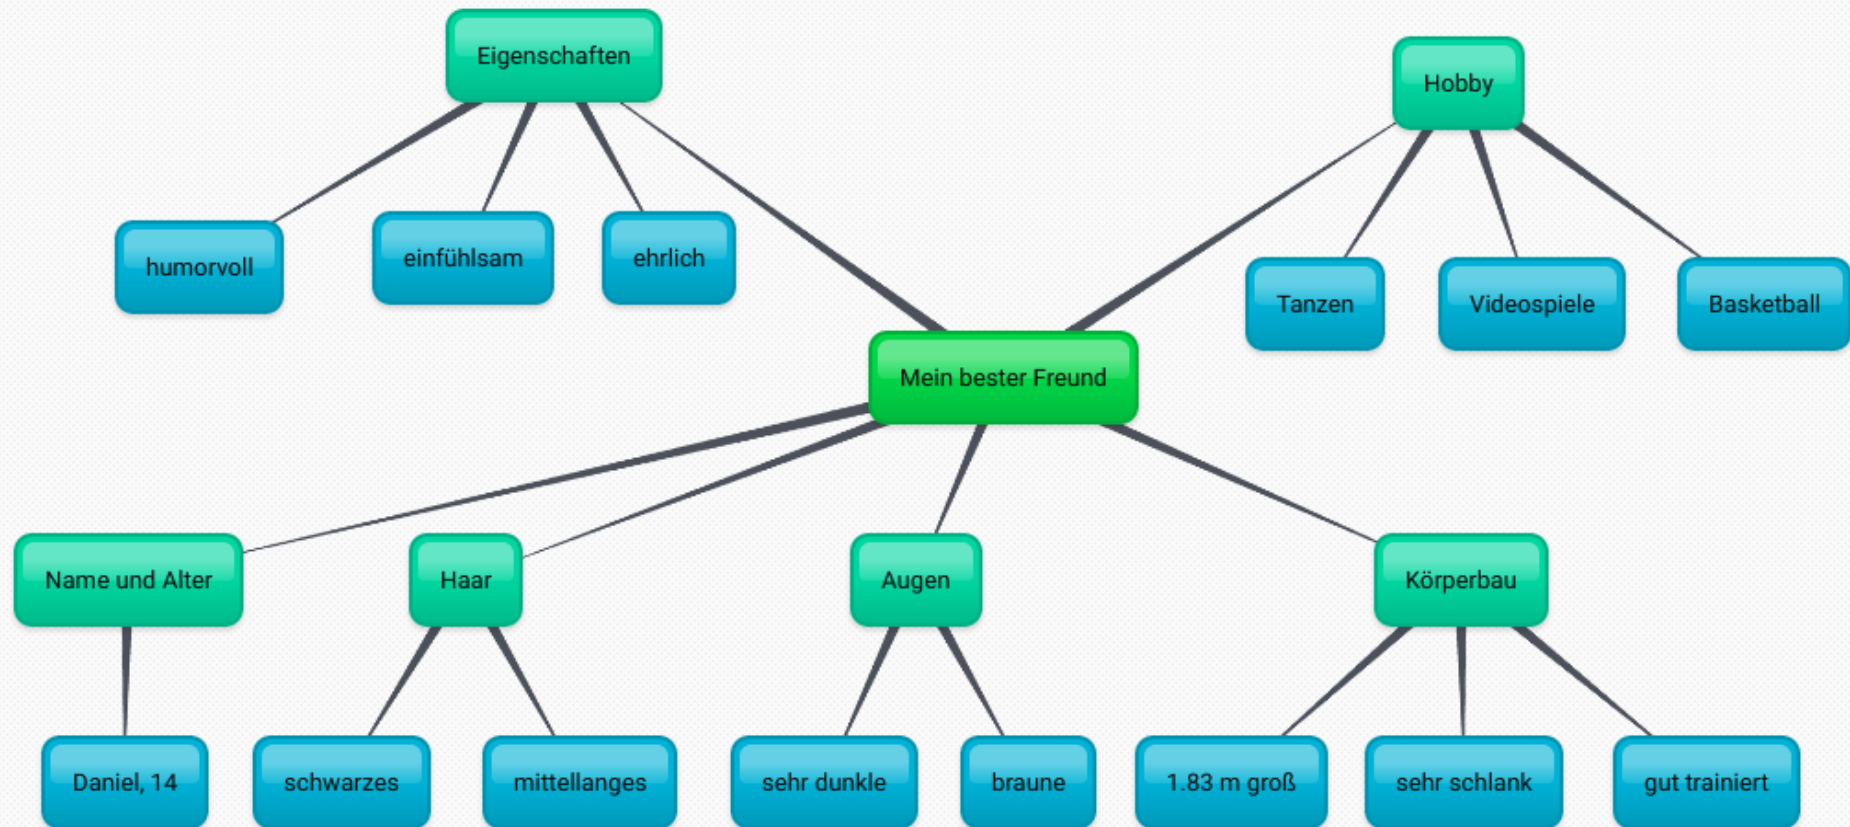 Eigenschaften
Hobby
humorvoll
einfühlsam
ehrlich
Tanzen
Videospiele
Basketball
Mein bester Freund
Name und Alter
Haar
Augen
Körperbau
Daniel, 14
schwarzes
mittellanges
sehr dunkle
braune
1.83 m groß
sehr schlank
gut trainiert